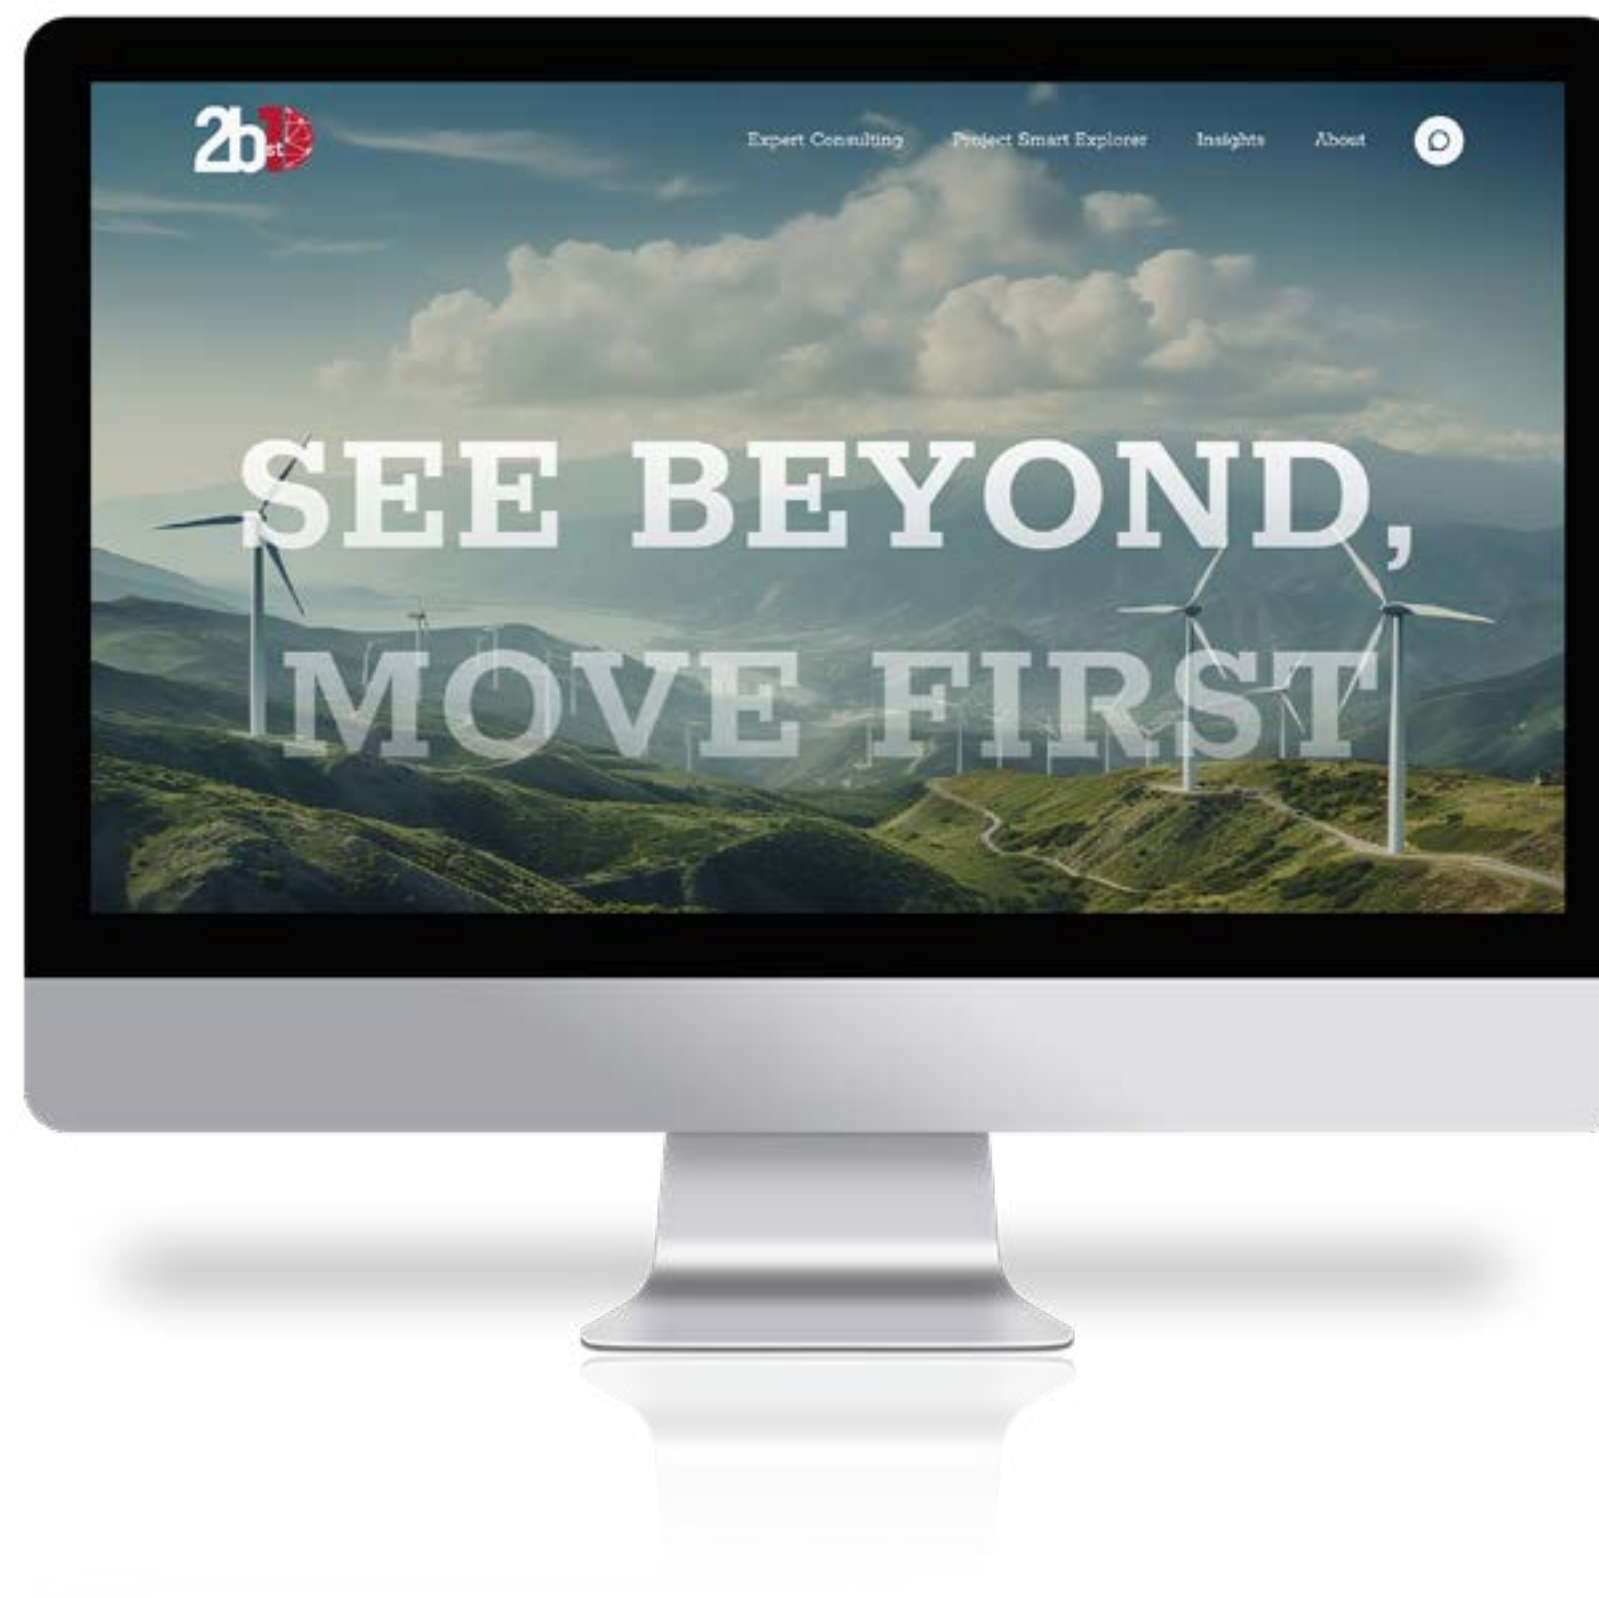 2b1st
Expert Consulting Project Smart Explorer Insights About
SEE BEYOND,
MOVE FIRST